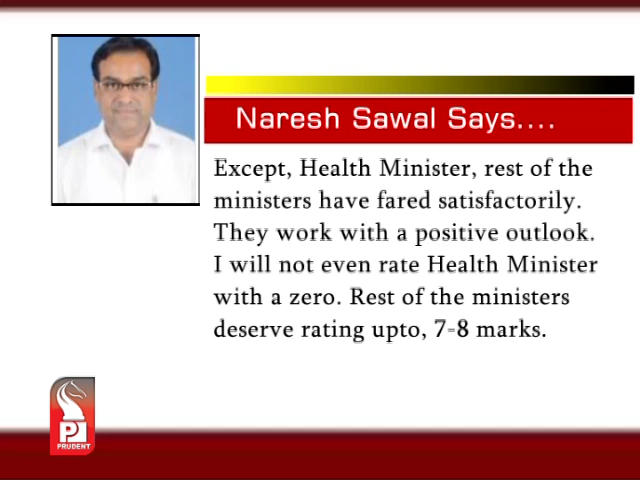 Naresh Sawal Says....
Except, Health Minister, rest of the
ministers have fared satisfactorily.
They work with a positive outlook.
I will not even rate Health Minister
with a zero. Rest of the ministers
deserve rating upto, 7-8 marks.
P
PRUDENT